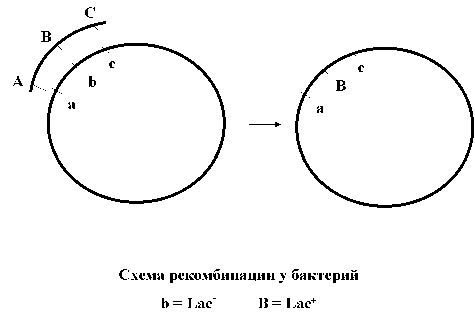 C
B
A
c
b
a
c
B
a
Схема рекомбинации у бактерий
b = Lac⁻ B = Lac⁺